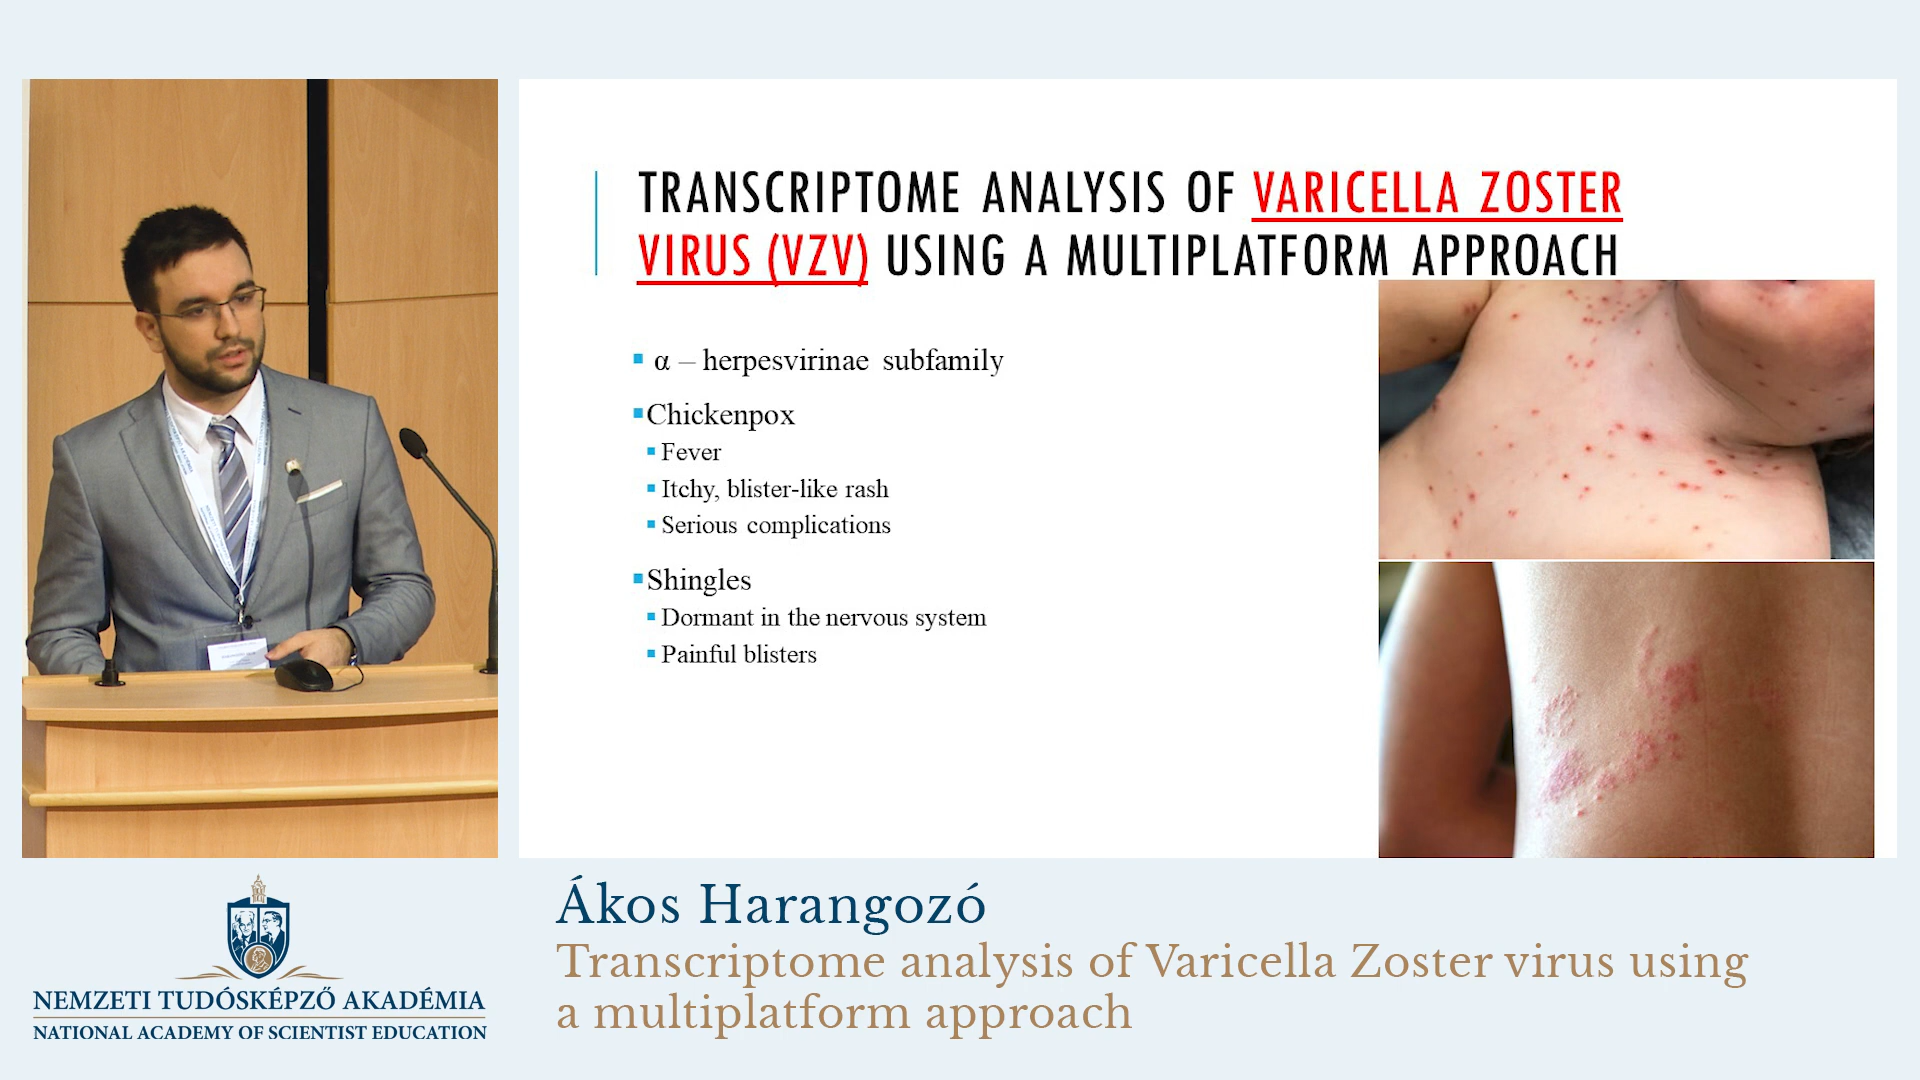 TRANSCRIPTOME ANALYSIS OF VARICELLA ZOSTER
VIRUS (VZV) USING A MULTIPLATFORM APPROACH
α – herpesvirinae subfamily
Chickenpox
Fever
Itchy, blister-like rash
Serious complications
Shingles
Dormant in the nervous system
Painful blisters
Ákos Harangozó
Transcriptome analysis of Varicella Zoster virus using
a multiplatform approach
NEMZETI TUDÓSKÉPZŐ AKADÉMIA
NATIONAL ACADEMY OF SCIENTIST EDUCATION